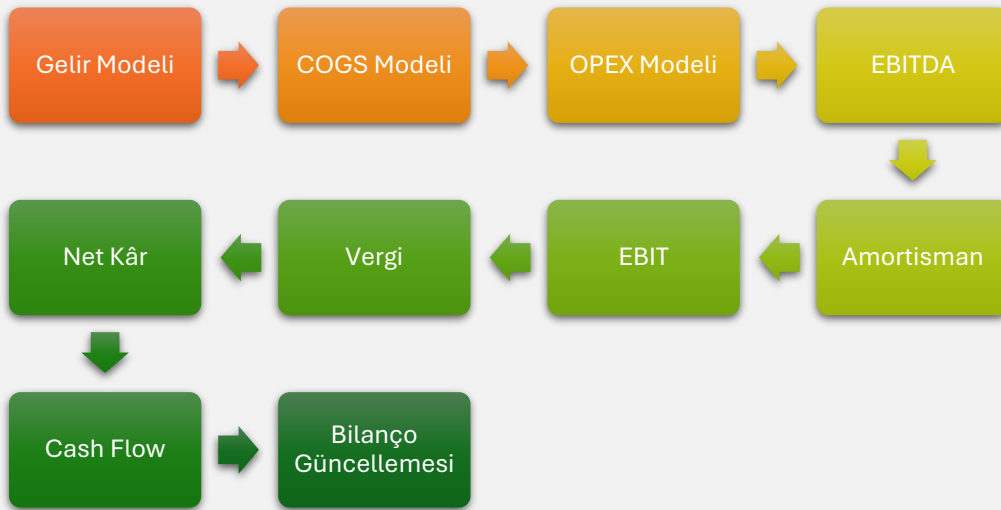 Gelir Modeli
COGS Modeli
OPEX Modeli
EBITDA
Amortisman
EBIT
Vergi
Net Kâr
Cash Flow
Bilanço
Güncellemesi